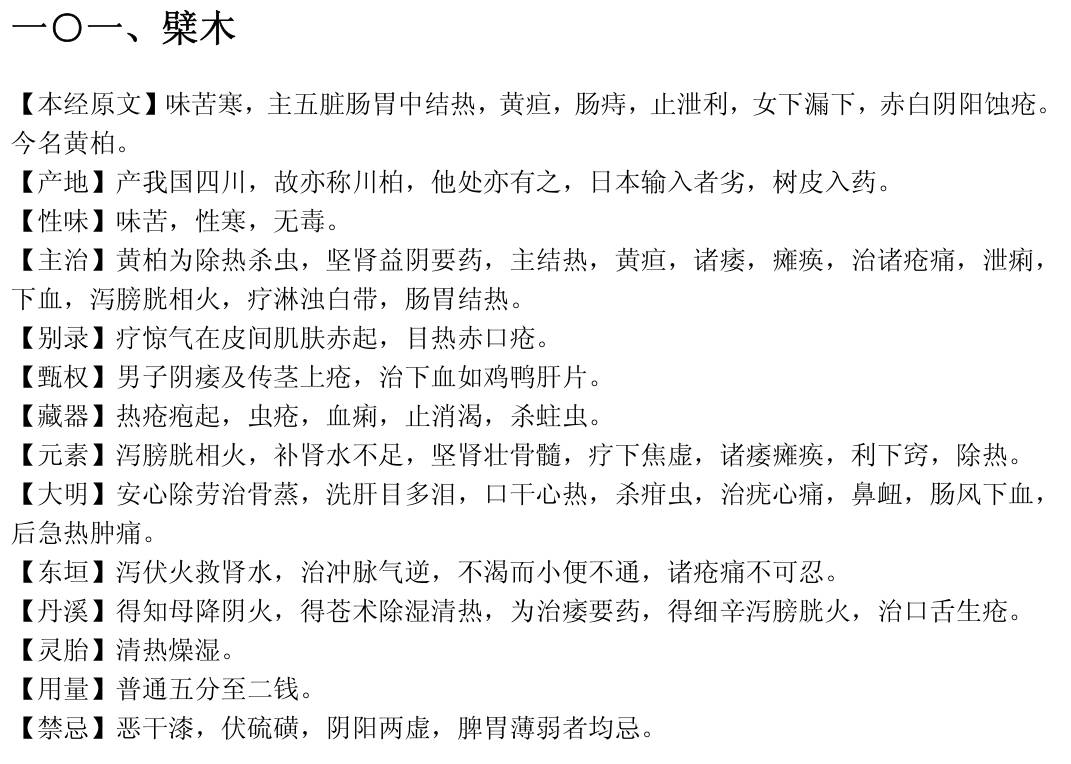 一〇一、檗木
【本经原文】味苦寒，主五脏肠胃中结热，黄疸，肠痔，止泄利，女下漏下，赤白阴阳蚀疮。
今名黄柏。
【产地】产我国四川，故亦称川柏，他处亦有之，日本输入者劣，树皮入药。
【性味】味苦，性寒，无毒。
【主治】黄柏为除热杀虫，坚肾益阴要药，主结热，黄疸，诸痿，瘫痪，治诸疮痛，泄痢，
下血，泻膀胱相火，疗淋浊白带，肠胃结热。
【别录】疗惊气在皮间肌肤赤起，目热赤口疮。
【甄权】男子阴痿及传茎上疮，治下血如鸡鸭肝片。
【藏器】热疮疱起，虫疮，血痢，止消渴，杀蛀虫。
【元素】泻膀胱相火，补肾水不足，坚肾壮骨髓，疗下焦虚，诸痿瘫痪，利下窍，除热。
【大明】安心除劳治骨蒸，洗肝目多泪，口干心热，杀疳虫，治疣心痛，鼻衄，肠风下血，
后急热肿痛。
【东垣】泻伏火救肾水，治冲脉气逆，不渴而小便不通，诸疮痛不可忍。
【丹溪】得知母降阴火，得苍术除湿清热，为治痿要药，得细辛泻膀胱火，治口舌生疮。
【灵胎】清热燥湿。
【用量】普通五分至二钱。
【禁忌】恶干漆，伏硫磺，阴阳两虚，脾胃薄弱者均忌。